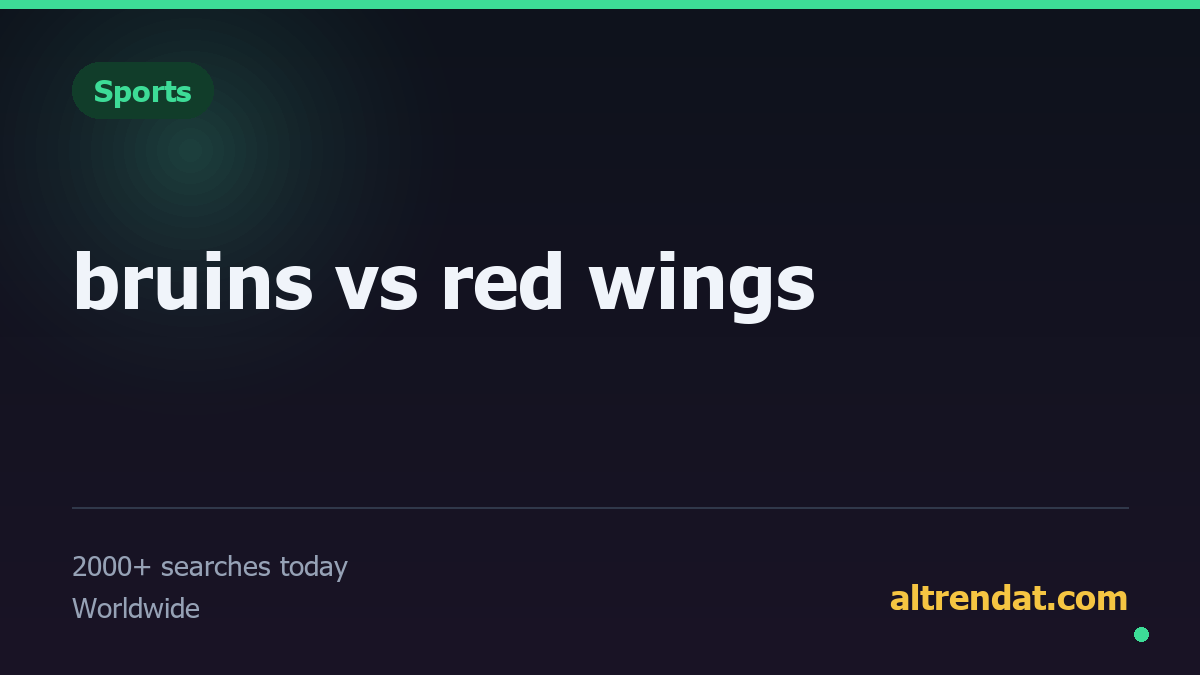 Sports
bruins vs red wings
2000+ searches today
Worldwide
altrendat.com